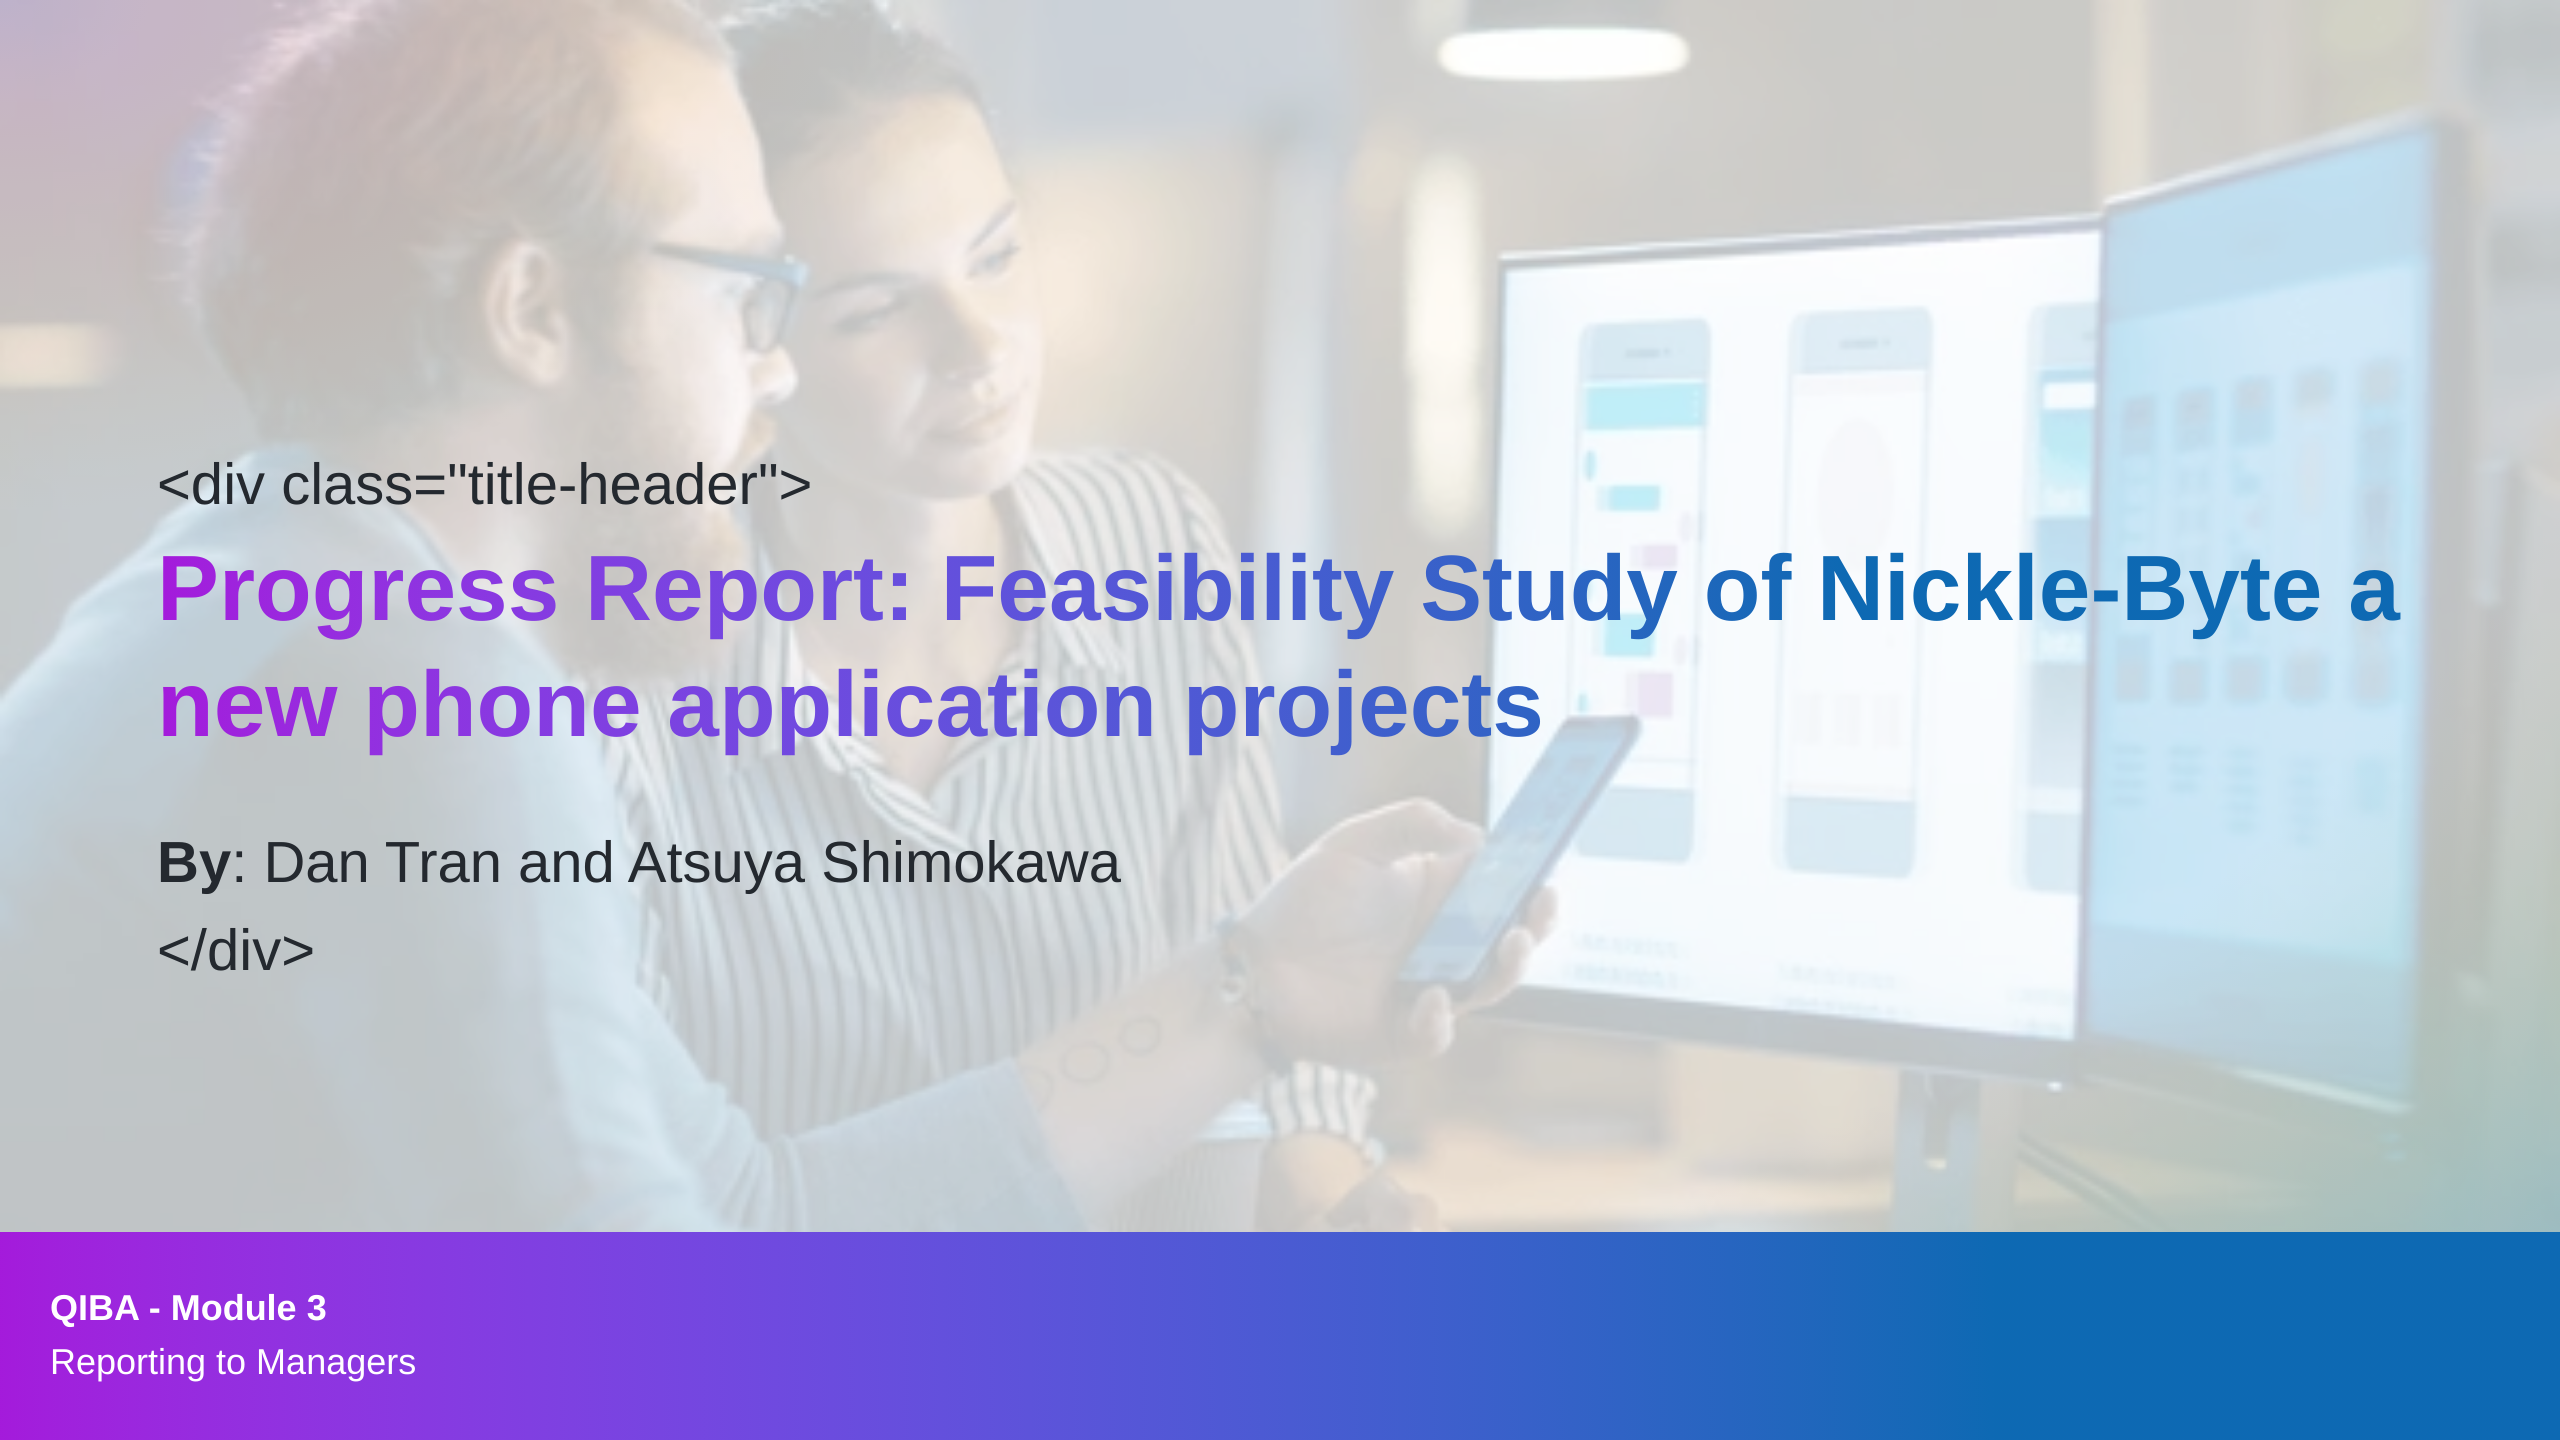 <div class="title-header">
Progress Report: Feasibility Study of Nickle-Byte a
new phone application projects
By: Dan Tran and Atsuya Shimokawa
</div>
QIBA - Module 3
Reporting to Managers